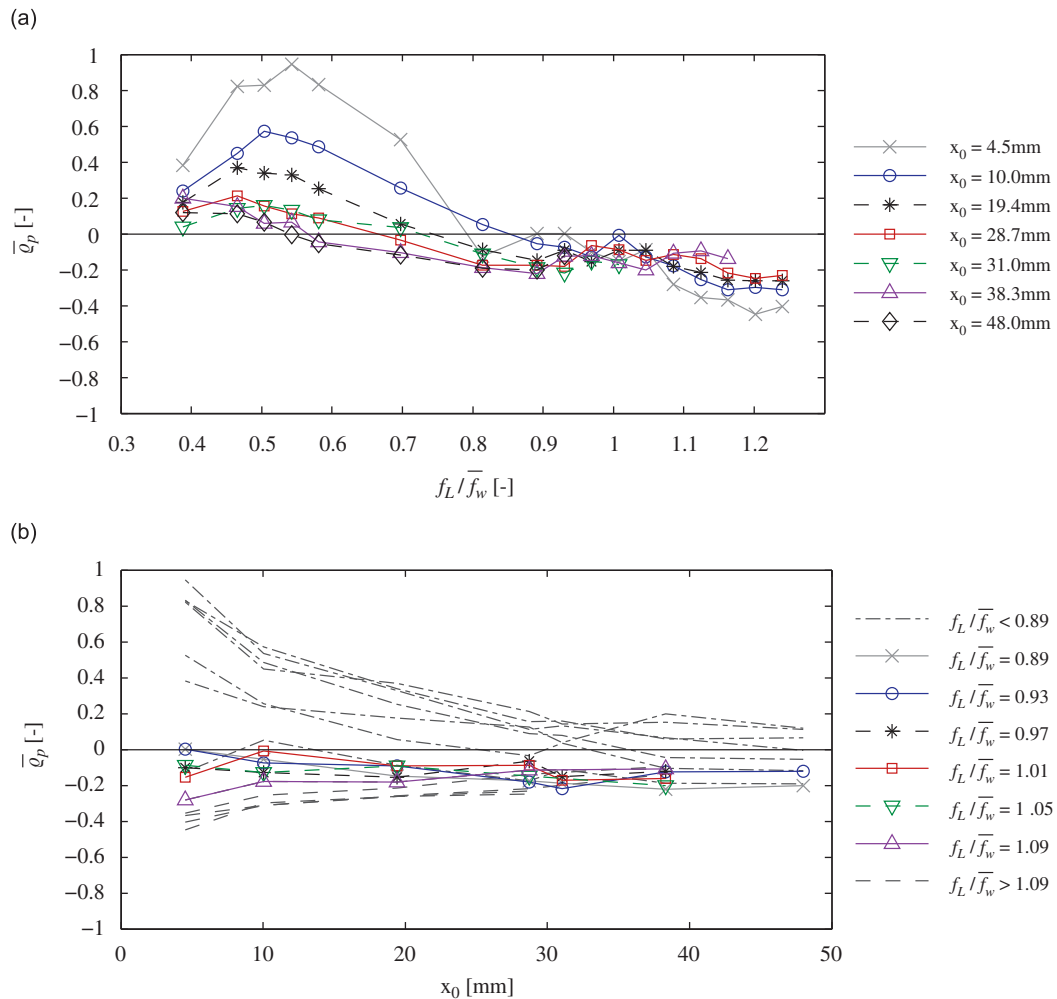 (a)
1
0.8
0.6
0.4
0.2
0
−0.2
−0.4
−0.6
−0.8
−1
0.3 0.4 0.5 0.6 0.7 0.8 0.9 1 1.1 1.2
ϱ̅p [-]
fL / f̅w [-]
x0 = 4.5mm
x0 = 10.0mm
x0 = 19.4mm
x0 = 28.7mm
x0 = 31.0mm
x0 = 38.3mm
x0 = 48.0mm
(b)
1
0.8
0.6
0.4
0.2
0
−0.2
−0.4
−0.6
−0.8
−1
0 10 20 30 40 50
ϱ̅p [-]
x0 [mm]
fL / f̅w < 0.89
fL / f̅w = 0.89
fL / f̅w = 0.93
fL / f̅w = 0.97
fL / f̅w = 1.01
fL / f̅w = 1 .05
fL / f̅w = 1.09
fL / f̅w > 1.09